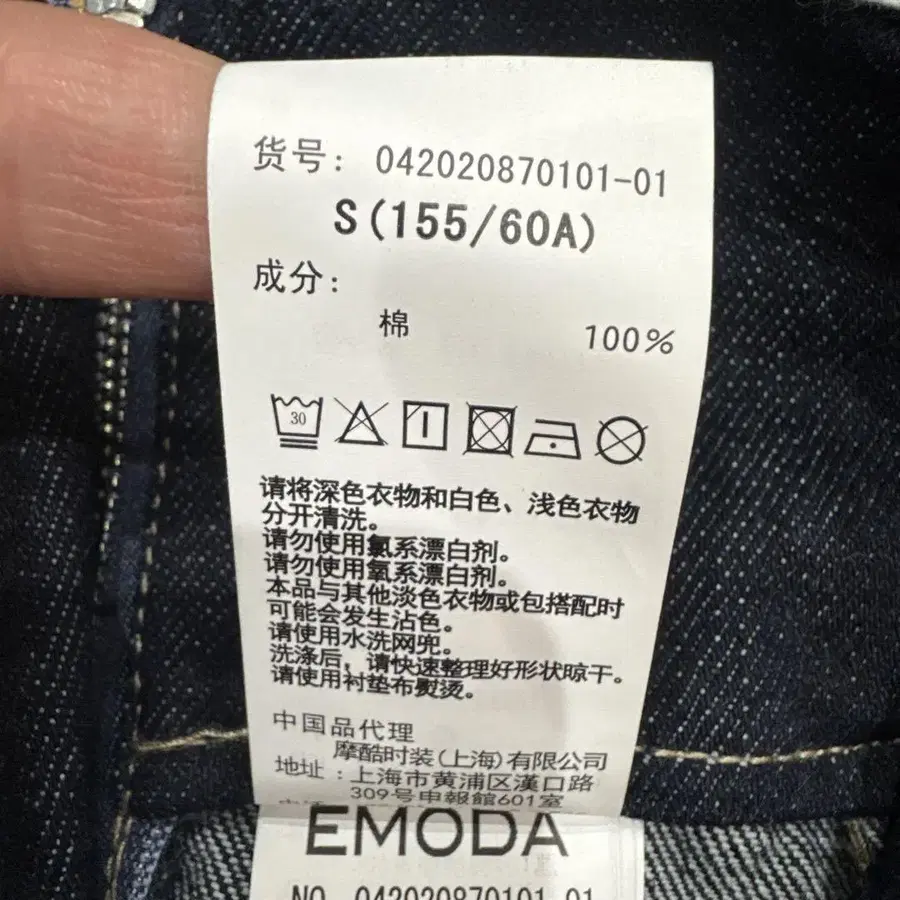 货号: 042020870101-01
S(155/60A)
成分:
棉 100%
30
请将深色衣物和白色、浅色衣物
分开清洗。
请勿使用氯系漂白剂。
请勿使用氧系漂白剂。
本品与其他淡色衣物或包搭配时
可能会发生沾色。
请使用水洗网兜。
洗涤后，请快速整理好形状晾干。
请使用衬垫布熨烫。
中国品代理
摩酷时装(上海)有限公司
地址:上海市黄浦区漢口路
309号申報館601室
EMODA
NO. 042020870101-01